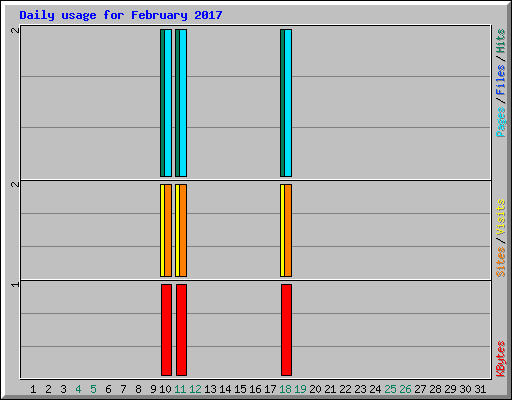 Daily usage for February 2017
2
2
1
Pages / Files / Hits
Sites / Visits
KBytes
1 2 3 4 5 6 7 8 9 10 11 12 13 14 15 16 17 18 19 20 21 22 23 24 25 26 27 28 29 30 31